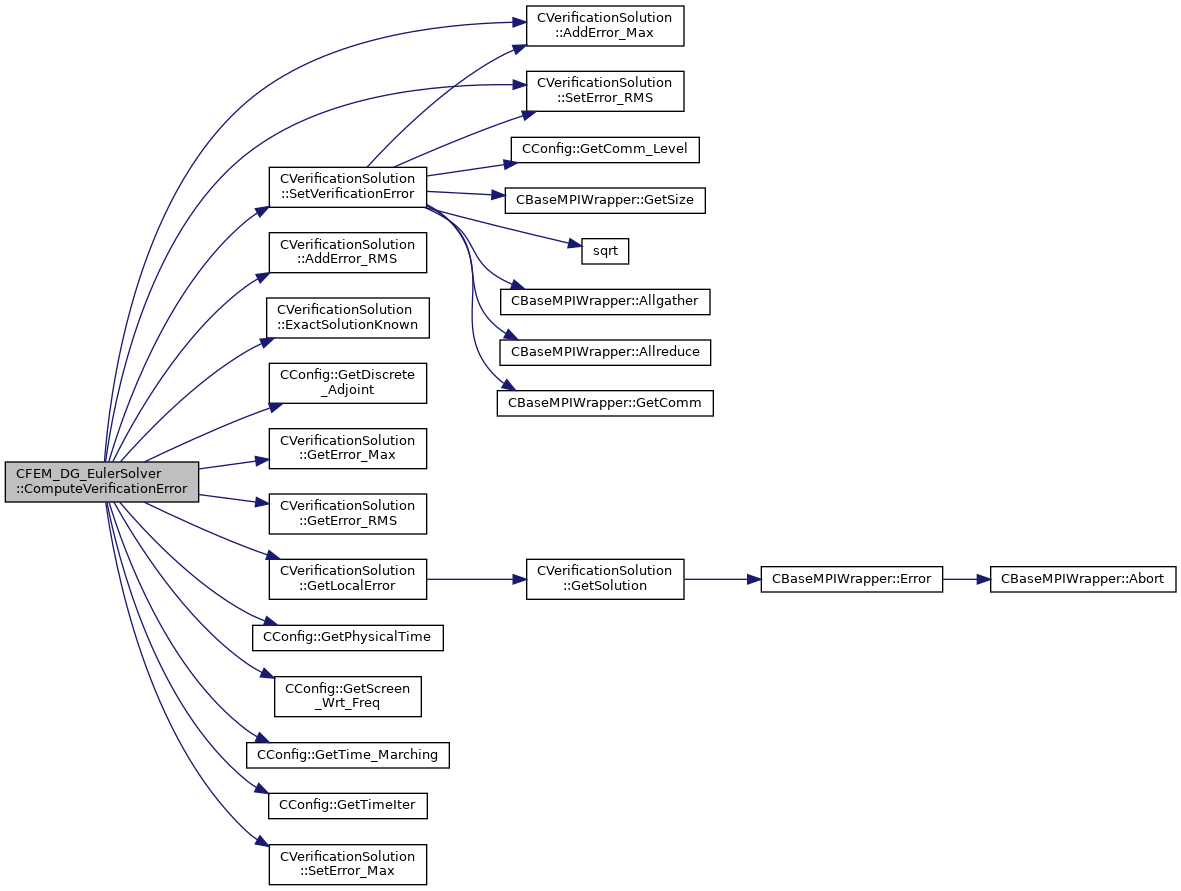 CFEM_DG_EulerSolver
::ComputeVerificationError
CVerificationSolution
::AddError_Max
CVerificationSolution
::SetError_RMS
CVerificationSolution
::SetVerificationError
CConfig::GetComm_Level
CBaseMPIWrapper::GetSize
sqrt
CBaseMPIWrapper::Allgather
CBaseMPIWrapper::Allreduce
CBaseMPIWrapper::GetComm
CVerificationSolution
::AddError_RMS
CVerificationSolution
::ExactSolutionKnown
CConfig::GetDiscrete
_Adjoint
CVerificationSolution
::GetError_Max
CVerificationSolution
::GetError_RMS
CVerificationSolution
::GetLocalError
CVerificationSolution
::GetSolution
CBaseMPIWrapper::Error
CBaseMPIWrapper::Abort
CConfig::GetPhysicalTime
CConfig::GetScreen
_Wrt_Freq
CConfig::GetTime_Marching
CConfig::GetTimeIter
CVerificationSolution
::SetError_Max